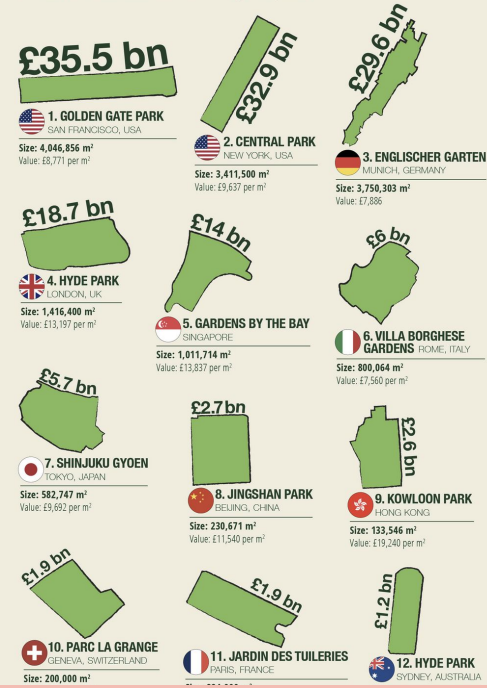 £35.5 bn
1. GOLDEN GATE PARK
SAN FRANCISCO, USA
Size: 4,046,856 m²
Value: £8,771 per m²
£32.9 bn
2. CENTRAL PARK
NEW YORK, USA
Size: 3,411,500 m²
Value: £9,637 per m²
£29.6 bn
3. ENGLISCHER GARTEN
MUNICH, GERMANY
Size: 3,750,303 m²
Value: £7,886
£18.7 bn
4. HYDE PARK
LONDON, UK
Size: 1,416,400 m²
Value: £13,197 per m²
£14 bn
5. GARDENS BY THE BAY
SINGAPORE
Size: 1,011,714 m²
Value: £13,837 per m²
£6 bn
6. VILLA BORGHESE
GARDENS ROME, ITALY
Size: 800,064 m²
Value: £7,560 per m²
£5.7 bn
7. SHINJUKU GYOEN
TOKYO, JAPAN
Size: 582,747 m²
Value: £9,692 per m²
£2.7 bn
8. JINGSHAN PARK
BEIJING, CHINA
Size: 230,671 m²
Value: £11,540 per m²
£2.6 bn
9. KOWLOON PARK
HONG KONG
Size: 133,546 m²
Value: £19,240 per m²
£1.9 bn
10. PARC LA GRANGE
GENEVA, SWITZERLAND
Size: 200,000 m²
£1.9 bn
11. JARDIN DES TUILERIES
PARIS, FRANCE
£1.2 bn
12. HYDE PARK
SYDNEY, AUSTRALIA